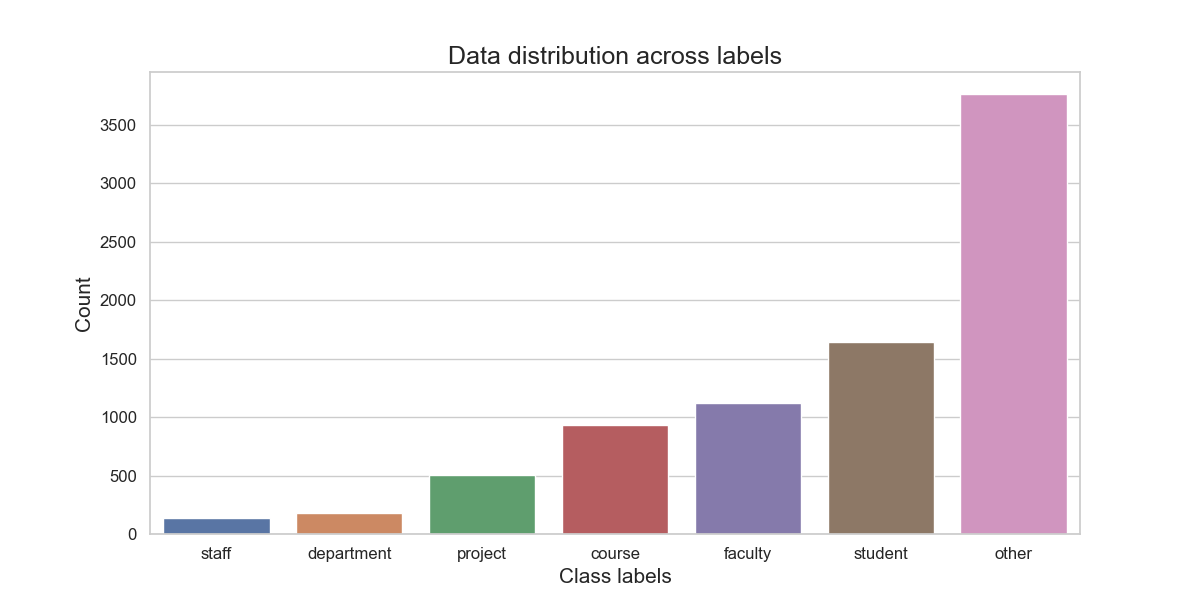 Data distribution across labels
3500
3000
2500
2000
1500
1000
500
0
Count
staff department project course faculty student other
Class labels